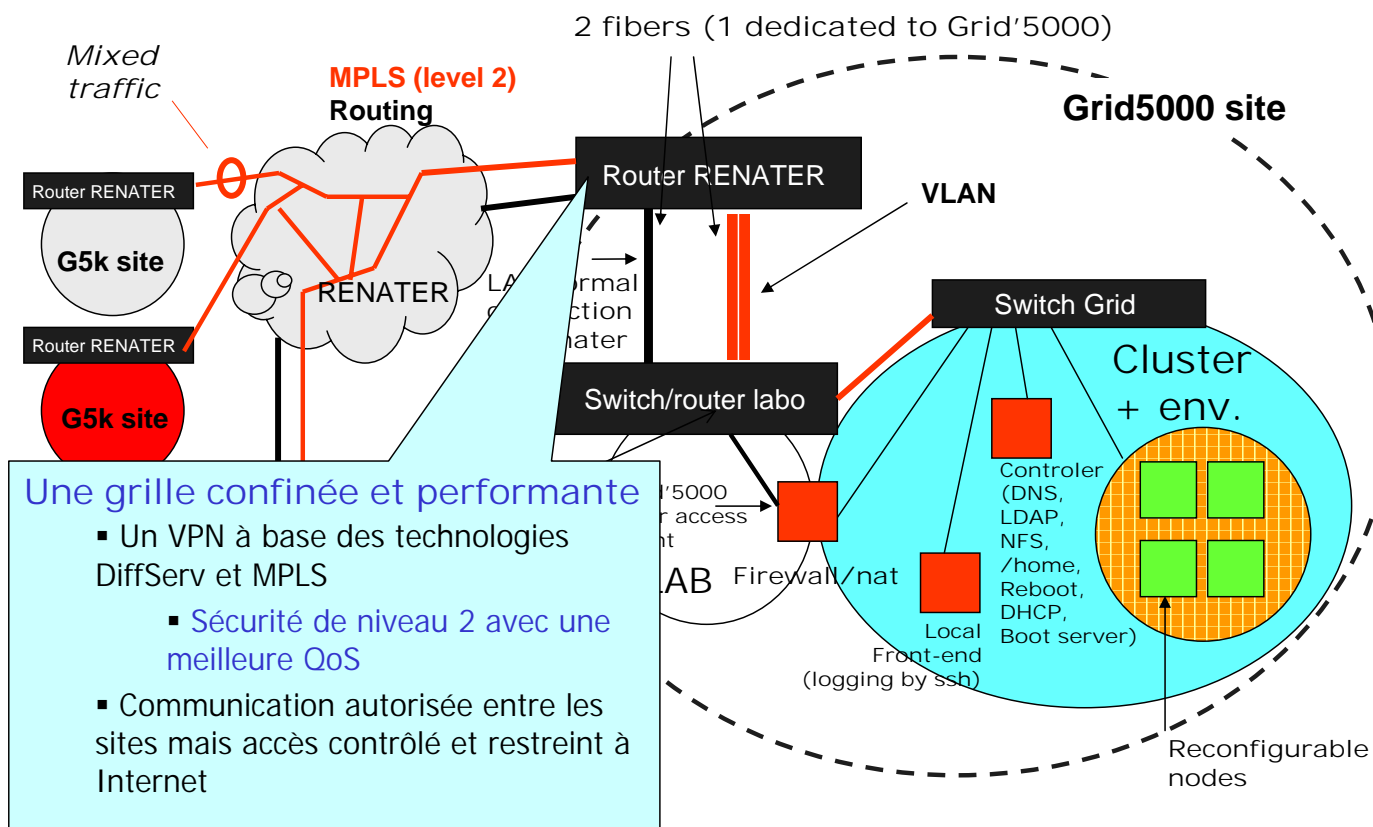 2 fibers (1 dedicated to Grid'5000)
Mixed
traffic
MPLS (level 2)
Routing
Grid5000 site
Router RENATER
Router RENATER
VLAN
G5k site
RENATER
Switch Grid
Router RENATER
Cluster
+ env.
Switch/router labo
G5k site
Controler
(DNS,
LDAP,
NFS,
/home,
Reboot,
DHCP,
Boot server)
Une grille confinée et performante
▪ Un VPN à base des technologies
DiffServ et MPLS
▪ Sécurité de niveau 2 avec une
meilleure QoS
▪ Communication autorisée entre les
sites mais accès contrôlé et restreint à
Internet
access
Firewall/nat
Local
Front-end
(logging by ssh)
Reconfigurable
nodes